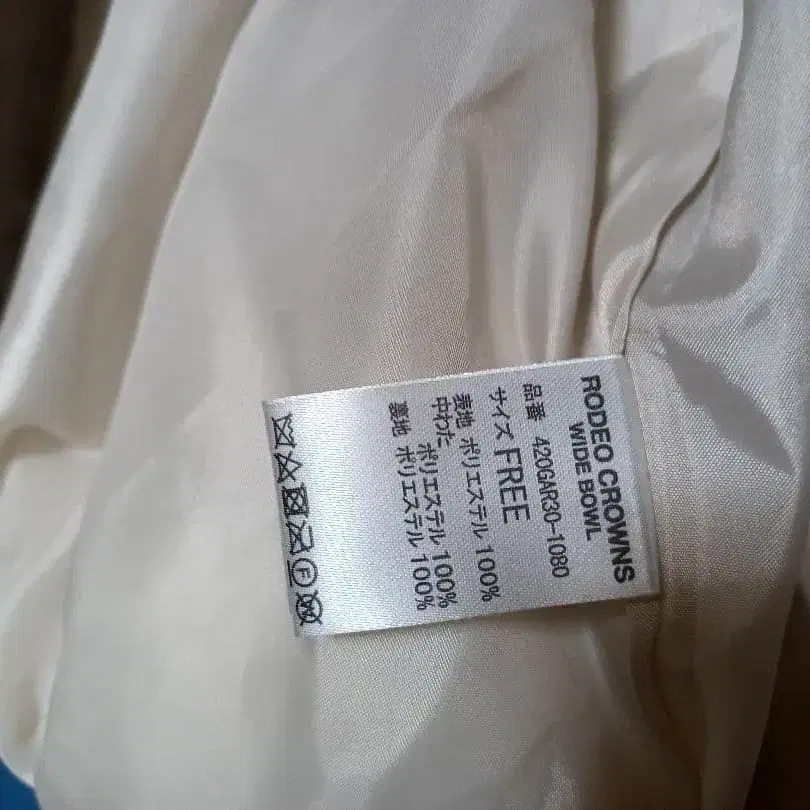 RODEO CROWNS
WIDE BOWL
品番 420GAR30-1080
サイズ FREE
表地 ポリエステル 100%
中わた
ポリエステル 100%
裏地 ポリエステル 100%
F
W